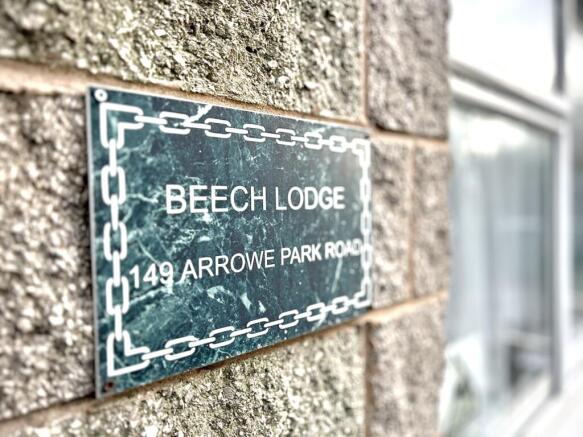 BEECH LODGE
149 ARROWE PARK ROAD